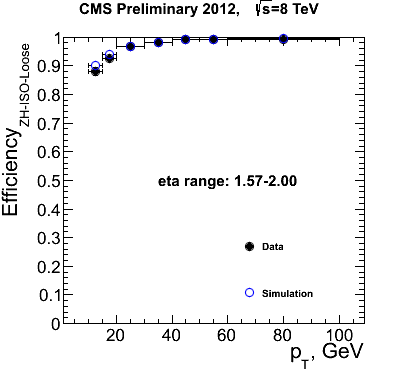 CMS Preliminary 2012, √s=8 TeV
Efficiency ZH-ISO-Loose
1
0.9
0.8
0.7
0.6
0.5
0.4
0.3
0.2
0.1
0
eta range: 1.57-2.00
Data
Simulation
20 40 60 80 100
pT, GeV